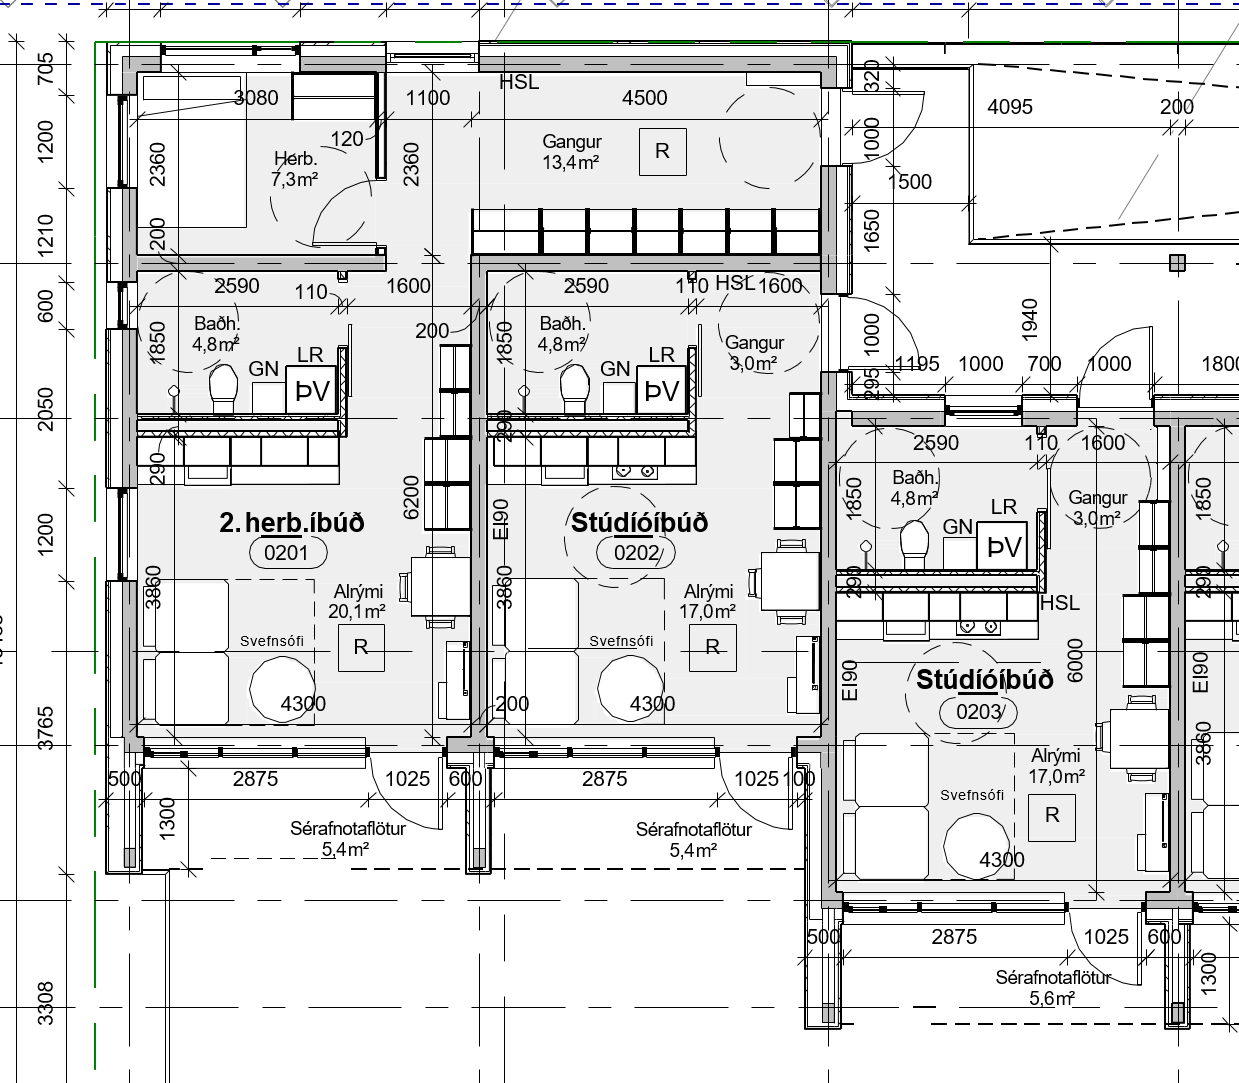 705
1200
1210
600
2050
1200
3765
3308
3080
1100
HSL
4500
320
4095
200
120
2360
2360
1000
Herb.
7,3m²
Gangur
13,4m²
R
1500
200
1650
2590
110
1600
2590
110
HSL
1600
1940
200
Baðh.
4,8m²
1850
GN
LR
ÞV
Baðh.
4,8m²
1850
GN
LR
ÞV
Gangur
3,0m²
1000
295
1195
1000
700
1000
1800
290
290
6200
EI90
2. herb.íbúð
0201
Stúdíóíbúð
0202
2590
110
1600
Baðh.
4,8m²
1850
GN
LR
ÞV
Gangur
3,0m²
1850
290
290
HSL
3860
Alrými
20,1m²
Svefnsófi
R
4300
3860
Alrými
17,0m²
Svefnsófi
R
4300
200
EI90
Stúdíóíbúð
0203
6000
EI90
3860
Alrými
17,0m²
Svefnsófi
R
4300
500
2875
1025
600
2875
1025
100
1300
Sérafnotaflötur
5,4m²
Sérafnotaflötur
5,4m²
500
2875
1025
600
1300
Sérafnotaflötur
5,6m²